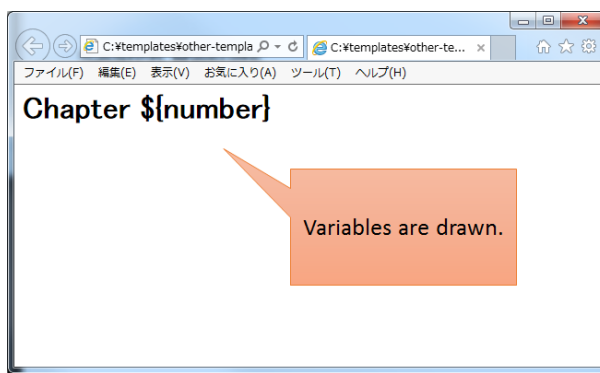 C:¥templates¥other-templa
C:¥templates¥other-te...
ファイル(F) 編集(E) 表示(V) お気に入り(A) ツール(T) ヘルプ(H)
Chapter ${number}
Variables are drawn.